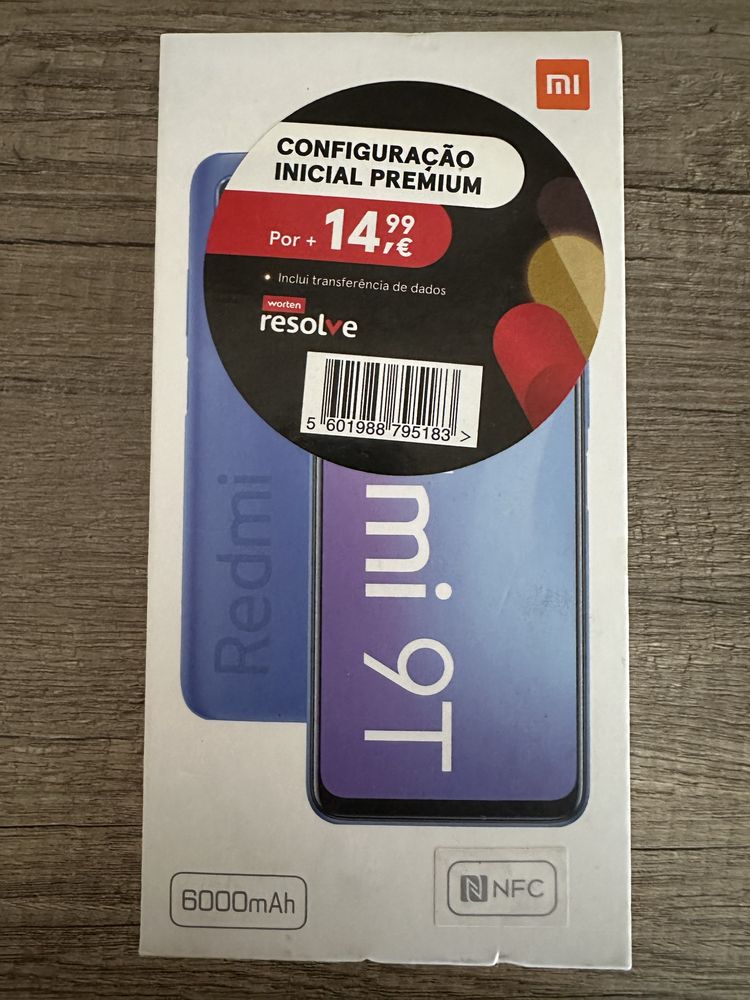 mi
CONFIGURAÇÃO
INICIAL PREMIUM
Por + 14,99€
• Inclui transferência de dados
worten
resolve
5 601988 795183 >
Redmi
mi 9T
6000mAh
NFC